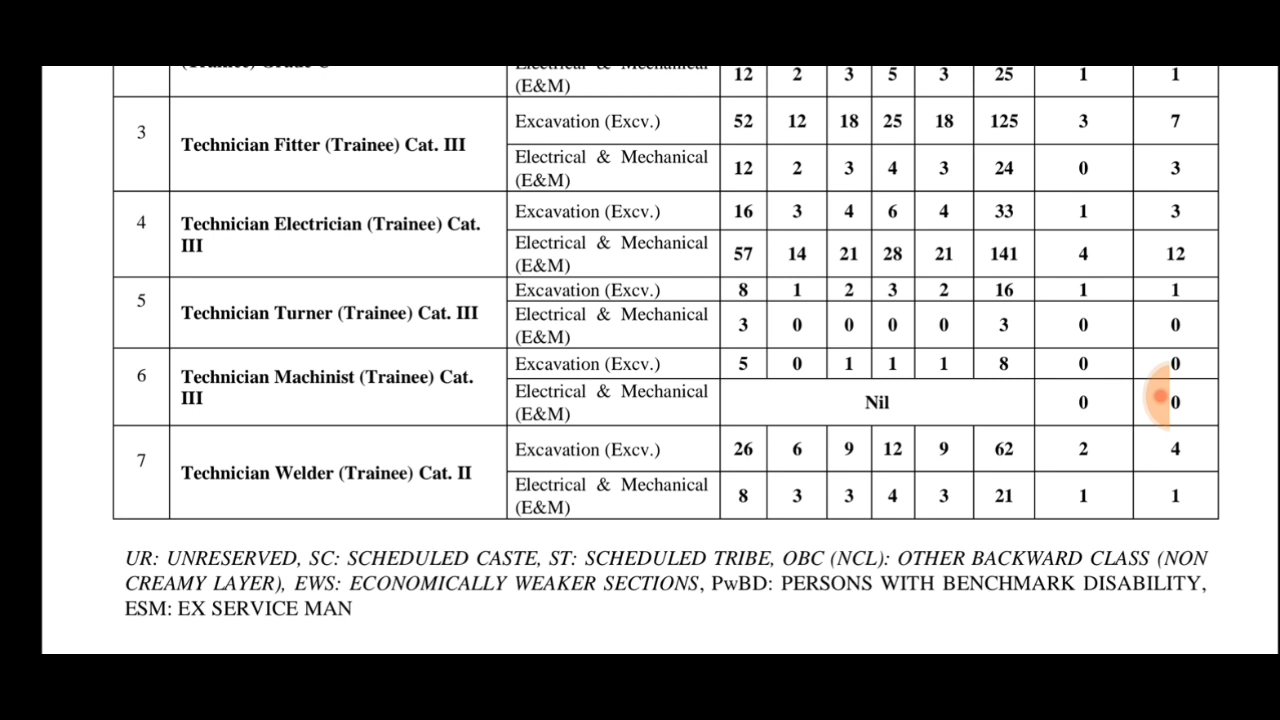 (E&M) 12 2 3 5 3 25 1 1
3 Technician Fitter (Trainee) Cat. III Excavation (Excv.) 52 12 18 25 18 125 3 7
Electrical & Mechanical
(E&M) 12 2 3 4 3 24 0 3
4 Technician Electrician (Trainee) Cat.
III Excavation (Excv.) 16 3 4 6 4 33 1 3
Electrical & Mechanical
(E&M) 57 14 21 28 21 141 4 12
5 Technician Turner (Trainee) Cat. III Excavation (Excv.) 8 1 2 3 2 16 1 1
Electrical & Mechanical
(E&M) 3 0 0 0 0 3 0 0
6 Technician Machinist (Trainee) Cat.
III Excavation (Excv.) 5 0 1 1 1 8 0 0
Electrical & Mechanical
(E&M) Nil 0 0
7 Technician Welder (Trainee) Cat. II Excavation (Excv.) 26 6 9 12 9 62 2 4
Electrical & Mechanical
(E&M) 8 3 3 4 3 21 1 1
UR: UNRESERVED, SC: SCHEDULED CASTE, ST: SCHEDULED TRIBE, OBC (NCL): OTHER BACKWARD CLASS (NON
CREAMY LAYER), EWS: ECONOMICALLY WEAKER SECTIONS, PwBD: PERSONS WITH BENCHMARK DISABILITY,
ESM: EX SERVICE MAN